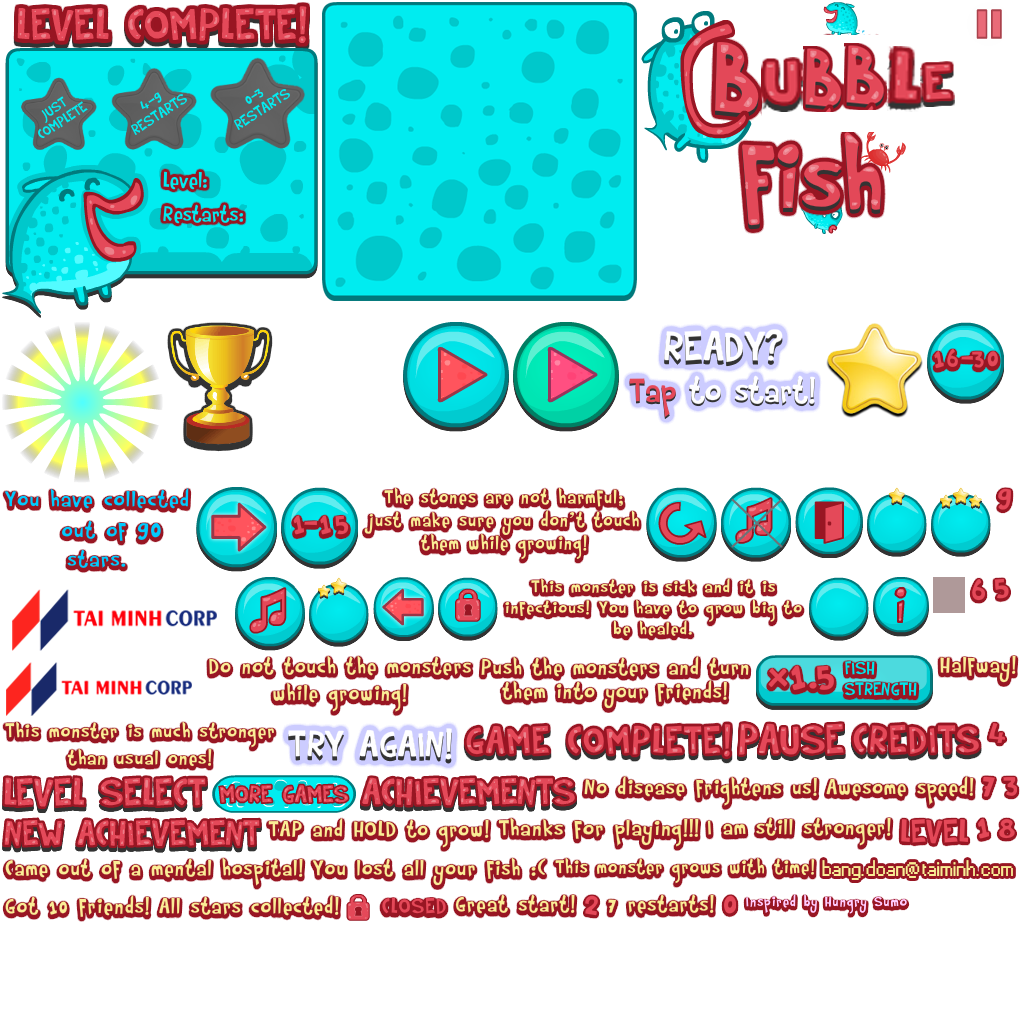 LEVEL COMPLETE!
JUST COMPLETE
4-9 RESTARTS
0-3 RESTARTS
Level:
Restarts:
BUBBLE
FisH
READY?
Tap to start!
16-30
You have collected
out of 90
stars.
1-15
The stones are not harmful;
just make sure you don't touch
them while growing!
9
TAI MINH CORP
This monster is sick and it is
infectious! You have to grow big to
be healed.
i
6 5
TAI MINH CORP
Do not touch the monsters
while growing!
Push the monsters and turn
them into your friends!
x1.5 FISH STRENGTH
Halfway!
This monster is much stronger
than usual ones!
TRY AGAIN!
GAME COMPLETE!
PAUSE
CREDITS
4
LEVEL SELECT
MORE GAMES
ACHIEVEMENTS
No disease frightens us!
Awesome speed!
7 3
NEW ACHIEVEMENT
TAP and HOLD to grow!
Thanks for playing!!!
I am still stronger!
LEVEL
1 8
Came out of a mental hospital!
You lost all your fish :(
This monster grows with time!
bang.doan@taiminh.com
Got 10 friends!
All stars collected!
CLOSED
Great start!
2
7 restarts!
0
Inspired by Hungry Sumo